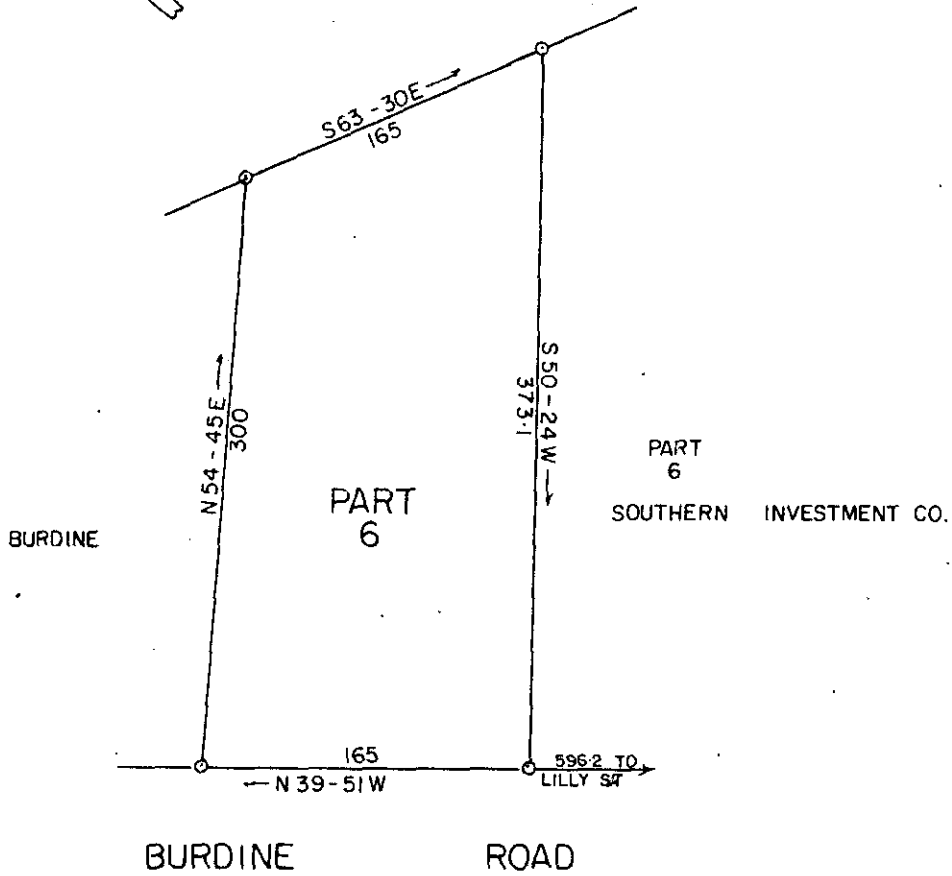 S63-30E
165
N54-45E
300
S50-24W
373.1
PART
6
PART
6
SOUTHERN INVESTMENT CO.
BURDINE
165
N39-51W
596.2 TO
LILLY ST
BURDINE ROAD